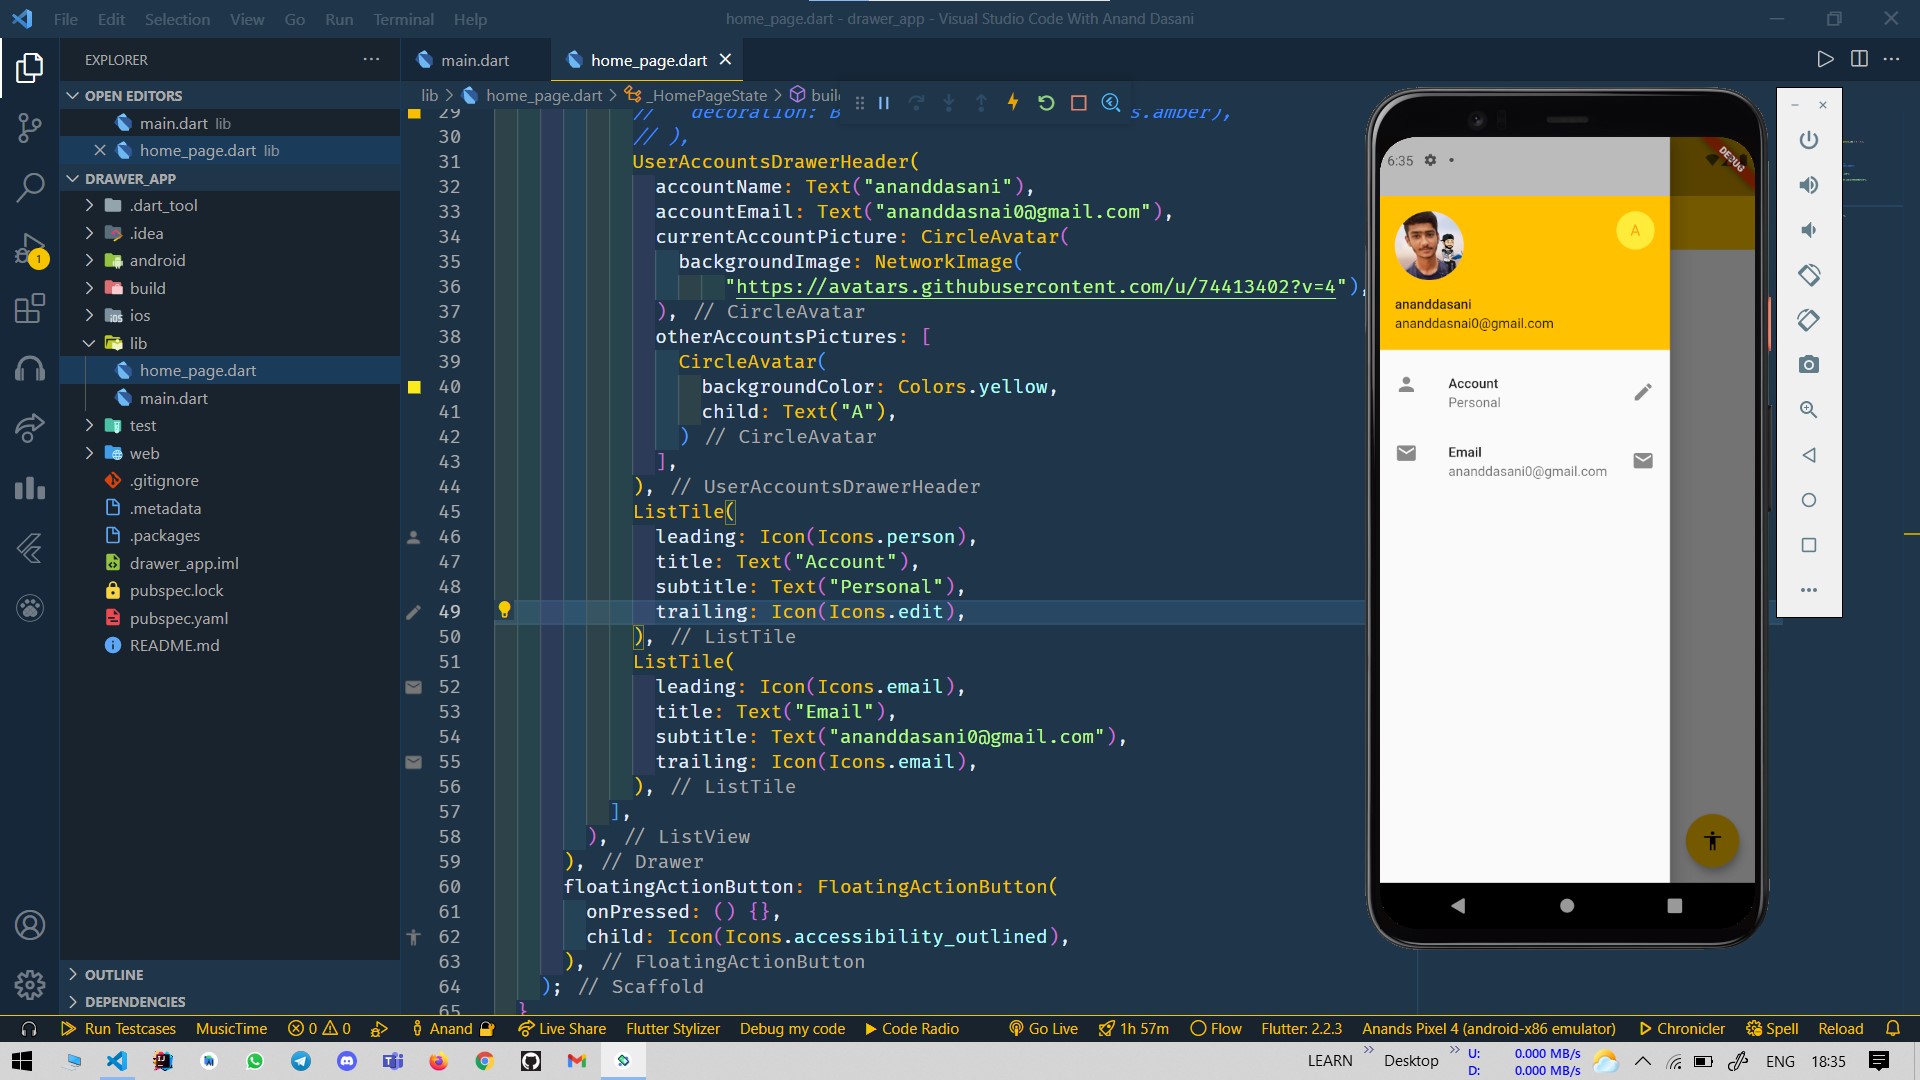 File Edit Selection View Go Run Terminal Help
home_page.dart - drawer_app - Visual Studio Code With Anand Dasani
EXPLORER
OPEN EDITORS
main.dart lib
home_page.dart lib
DRAWER_APP
.dart_tool
.idea
android
build
ios
lib
home_page.dart
main.dart
test
web
.gitignore
.metadata
.packages
drawer_app.iml
pubspec.lock
pubspec.yaml
README.md
OUTLINE
DEPENDENCIES
1
main.dart
home_page.dart
lib > home_page.dart > _HomePageState > buil
29 // decoration: B s.amber),
30 // ),
31 UserAccountsDrawerHeader(
32 accountName: Text("ananddasani"),
33 accountEmail: Text("ananddasnai0@gmail.com"),
34 currentAccountPicture: CircleAvatar(
35 backgroundImage: NetworkImage(
36 "https://avatars.githubusercontent.com/u/74413402?v=4"),
37 ), // CircleAvatar
38 otherAccountsPictures: [
39 CircleAvatar(
40 backgroundColor: Colors.yellow,
41 child: Text("A"),
42 ) // CircleAvatar
43 ],
44 ), // UserAccountsDrawerHeader
45 ListTile(
46 leading: Icon(Icons.person),
47 title: Text("Account"),
48 subtitle: Text("Personal"),
49 trailing: Icon(Icons.edit),
50 ), // ListTile
51 ListTile(
52 leading: Icon(Icons.email),
53 title: Text("Email"),
54 subtitle: Text("ananddasani0@gmail.com"),
55 trailing: Icon(Icons.email),
56 ), // ListTile
57 ],
58 ), // ListView
59 ), // Drawer
60 floatingActionButton: FloatingActionButton(
61 onPressed: () {},
62 child: Icon(Icons.accessibility_outlined),
63 ), // FloatingActionButton
64 ); // Scaffold
65 }
6:35
DEBUG
A
ananddasani
ananddasnai0@gmail.com
Account
Personal
Email
ananddasani0@gmail.com
Run Testcases MusicTime 0 0 Anand Live Share Flutter Stylizer Debug my code Code Radio Go Live 1h 57m Flow Flutter: 2.2.3 Anands Pixel 4 (android-x86 emulator) Chronicler Spell Reload
LEARN Desktop U: 0.000 MB/s ENG 18:35
D: 0.000 MB/s